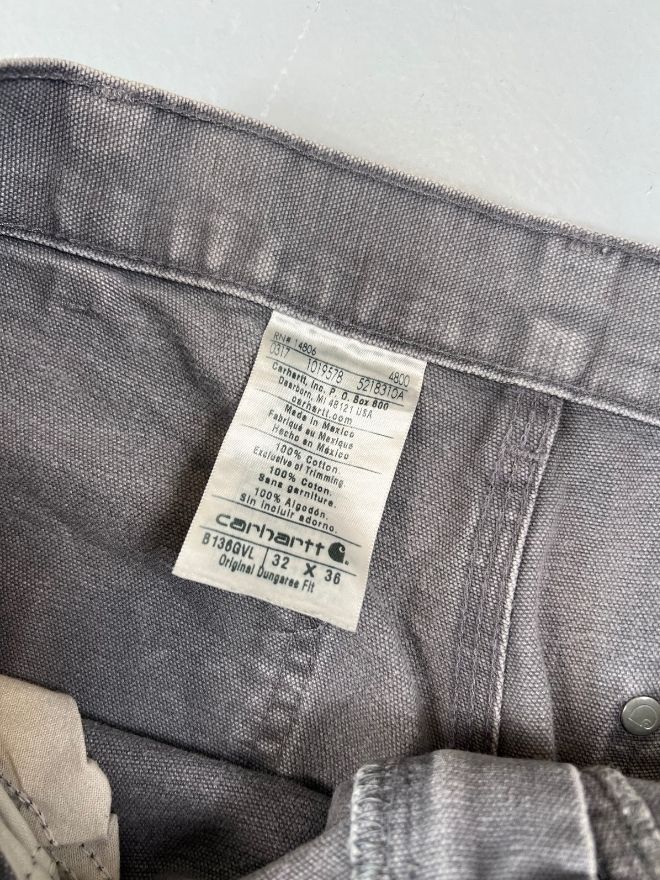 RN# 14806 4800
0317 1019578 521831OA
Carhartt, Inc. P. O. Box 600
Dearborn, MI 48121 USA
carhartt.com
Made in Mexico
Fabriqué au Mexique
Hecho en México
100% Cotton.
Exclusive of Trimming.
100% Coton.
Sans garniture.
100% Algodón.
Sin incluir adorno.
carhartt
B136GVL 32 X 36
Original Dungaree Fit